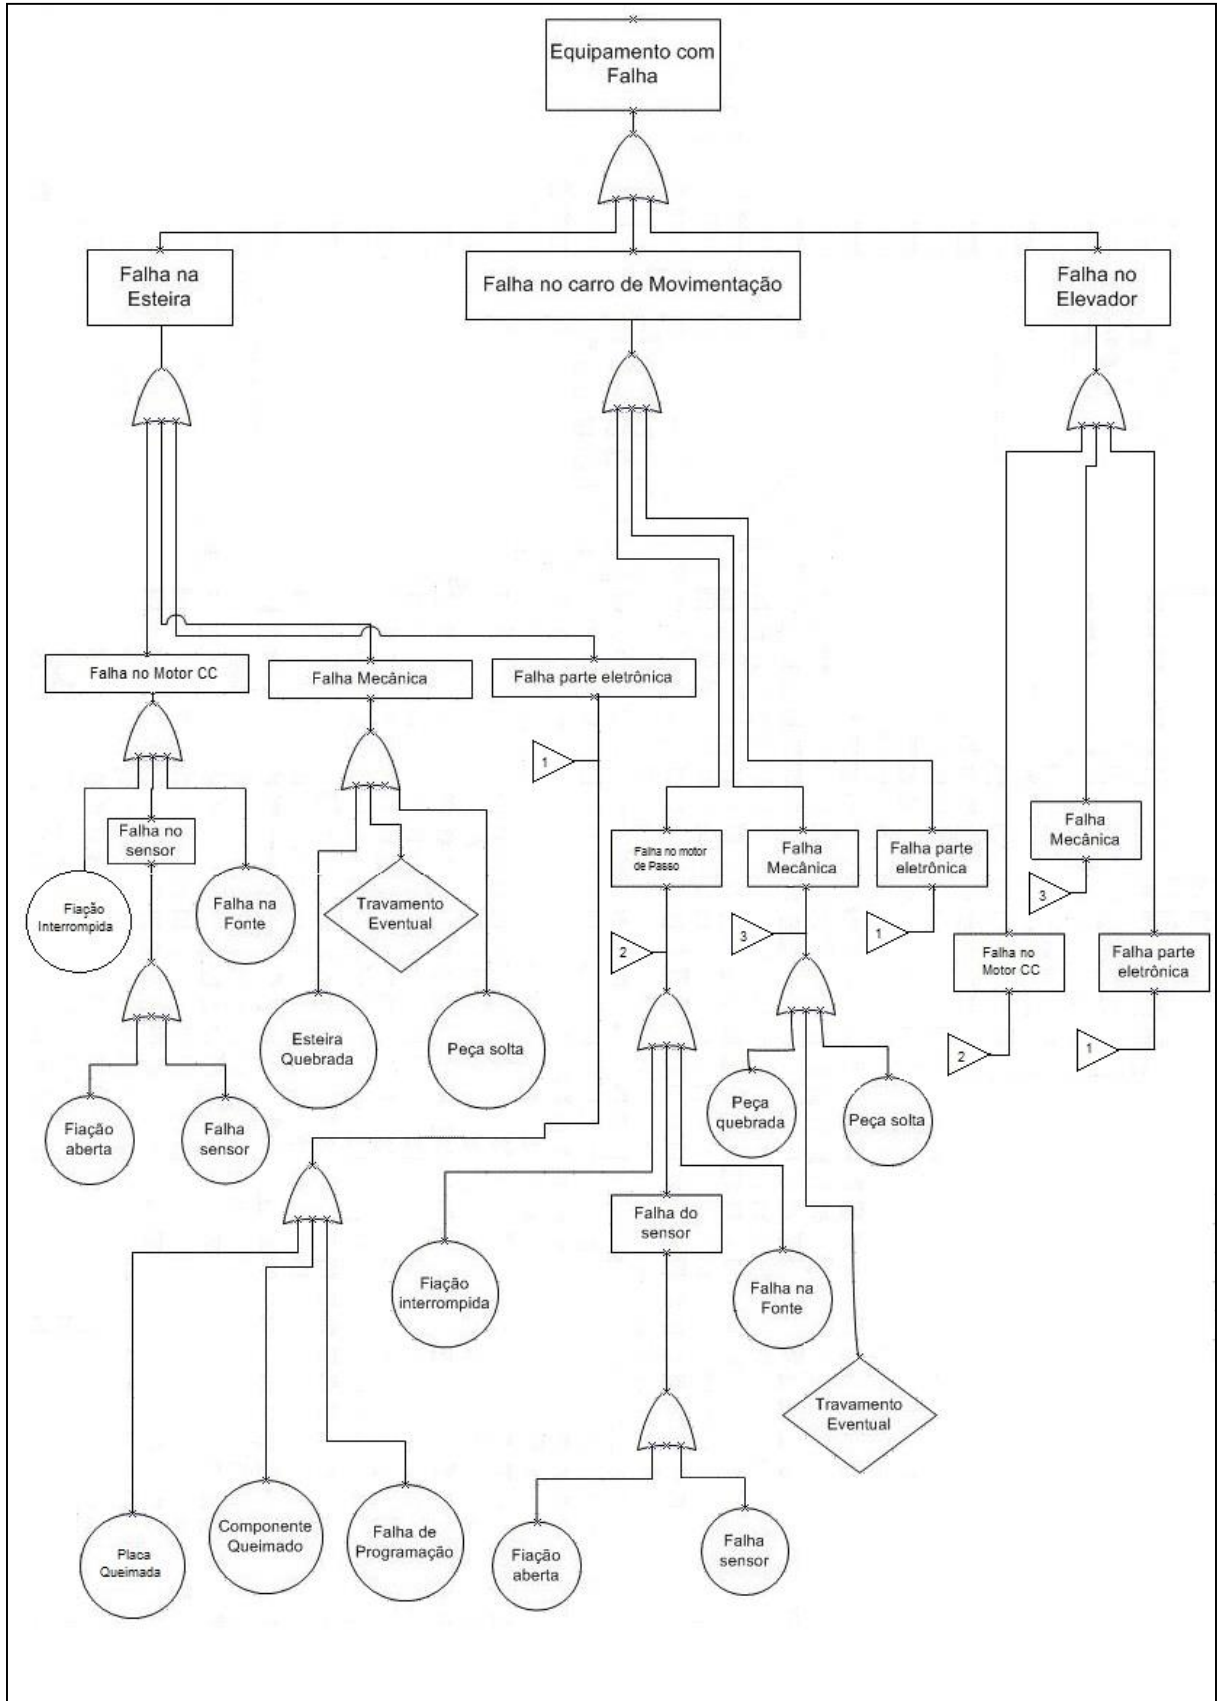 Equipamento com
Falha
Falha na
Esteira
Falha no carro de Movimentação
Falha no
Elevador
Falha no Motor CC
Falha Mecânica
Falha parte eletrônica
1
Falha no
sensor
Fiação
Interrompida
Falha na
Fonte
Travamento
Eventual
Falha no motor
de Passo
Falha
Mecânica
Falha parte
eletrônica
Falha
Mecânica
3
2
3
1
Falha no
Motor CC
Falha parte
eletrônica
2
1
Esteira
Quebrada
Peça solta
Fiação
aberta
Falha
sensor
Peça
quebrada
Peça solta
Fiação
interrompida
Falha do
sensor
Falha na
Fonte
Travamento
Eventual
Placa
Queimada
Componente
Queimado
Falha de
Programação
Fiação
aberta
Falha
sensor